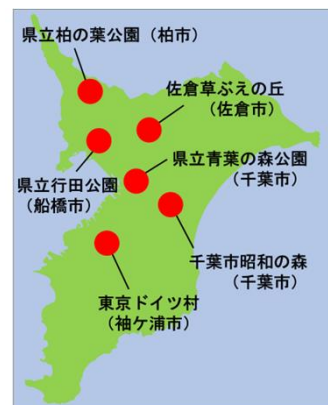 県立柏の葉公園（柏市）
佐倉草ぶえの丘
（佐倉市）
県立青葉の森公園
（千葉市）
県立行田公園
（船橋市）
千葉市昭和の森
（千葉市）
東京ドイツ村
（袖ケ浦市）